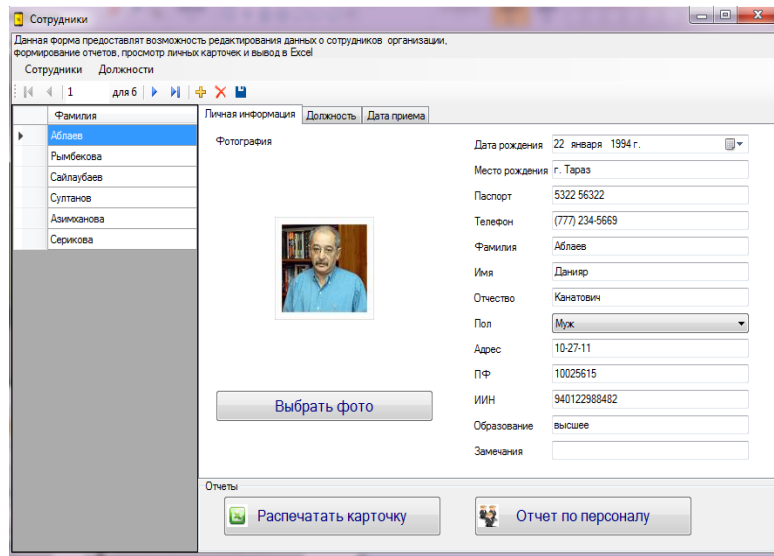 Сотрудники
Данная форма предоставлят возможность редактирования данных о сотрудников организации,
формирование отчетов, просмотр личных карточек и вывод в Excel
Сотрудники Должности
1 для 6
Фамилия
Аблаев
Рымбекова
Сайлаубаев
Султанов
Азимханова
Серикова
Личная информация Должность Дата приема
Фотография
Выбрать фото
Дата рождения 22 января 1994 г.
Место рождения г. Тараз
Паспорт 5322 56322
Телефон (777) 234-5669
Фамилия Аблаев
Имя Данияр
Отчество Канатович
Пол Муж
Адрес 10-27-11
ПФ 10025615
ИИН 940122988482
Образование высшее
Замечания
Отчеты
Распечатать карточку Отчет по персоналу